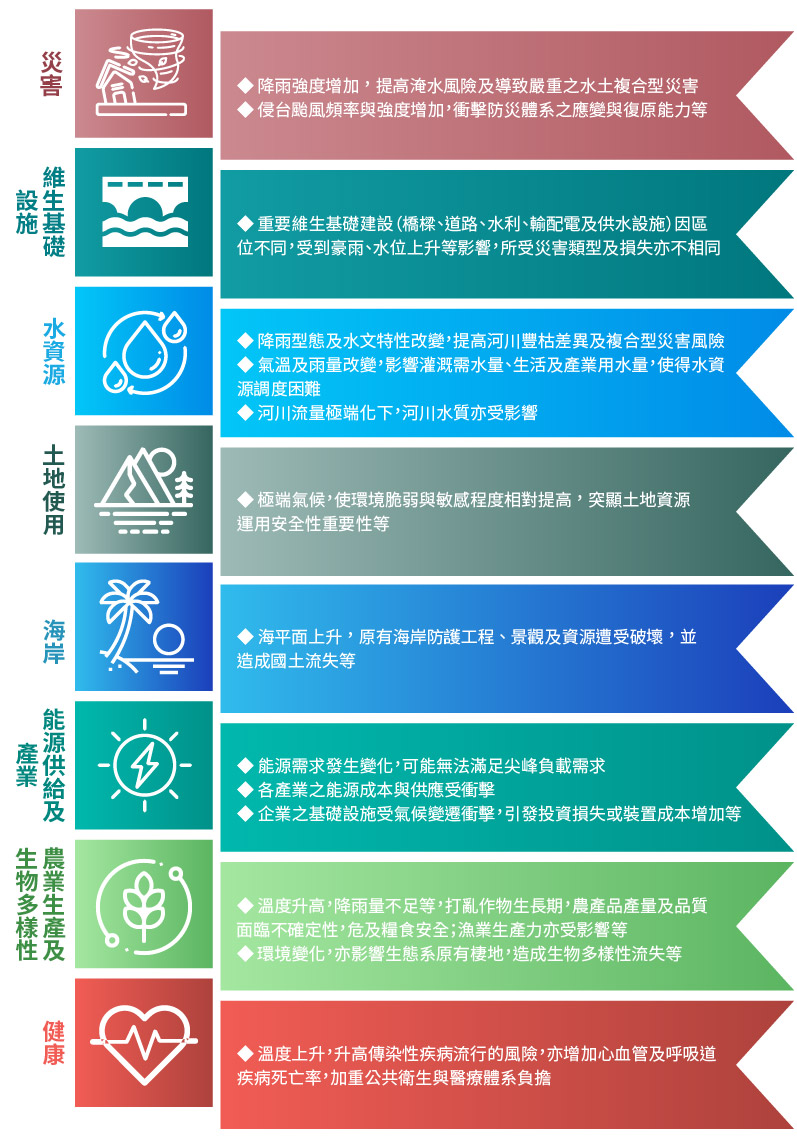 災害
◆ 降雨強度增加，提高淹水風險及導致嚴重之水土複合型災害
◆ 侵台颱風頻率與強度增加,衝擊防災體系之應變與復原能力等
維生基礎
設施
◆ 重要維生基礎建設(橋樑、道路、水利、輸配電及供水設施)因區
位不同,受到豪雨、水位上升等影響,所受災害類型及損失亦不相同
水資源
◆ 降雨型態及水文特性改變,提高河川豐枯差異及複合型災害風險
◆ 氣溫及雨量改變,影響灌溉需水量、生活及產業用水量,使得水資
源調度困難
◆ 河川流量極端化下,河川水質亦受影響
土地使用
◆ 極端氣候,使環境脆弱與敏感程度相對提高，突顯土地資源
運用安全性重要性等
海岸
◆ 海平面上升，原有海岸防護工程、景觀及資源遭受破壞，並
造成國土流失等
能源供給及
產業
◆ 能源需求發生變化,可能無法滿足尖峰負載需求
◆ 各產業之能源成本與供應受衝擊
◆ 企業之基礎設施受氣候變遷衝擊,引發投資損失或裝置成本增加等
農業生產及
生物多樣性
◆ 溫度升高,降雨量不足等,打亂作物生長期,農產品產量及品質
面臨不確定性,危及糧食安全;漁業生產力亦受影響等
◆ 環境變化,亦影響生態系原有棲地,造成生物多樣性流失等
健康
◆ 溫度上升,升高傳染性疾病流行的風險,亦增加心血管及呼吸道
疾病死亡率,加重公共衛生與醫療體系負擔